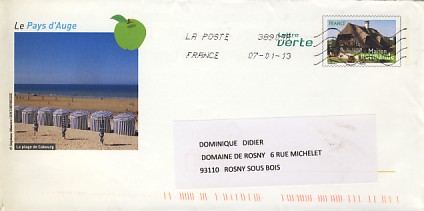 Le Pays d'Auge
LA POSTE
FRANCE 07-01-13
Lettre
verte
FRANCE
Maison
La plage de Cabourg
DOMINIQUE DIDIER
DOMAINE DE ROSNY 6 RUE MICHELET
93110 ROSNY SOUS BOIS